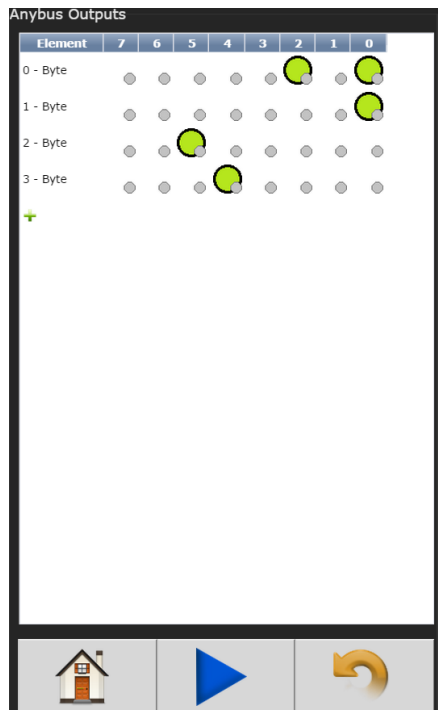 Anybus Outputs
Element 7 6 5 4 3 2 1 0
0 - Byte
1 - Byte
2 - Byte
3 - Byte